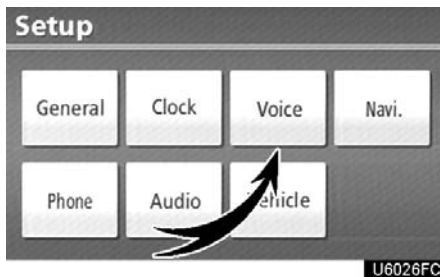 Setup
General Clock Voice Navi.
Phone Audio Vehicle
U6026FC